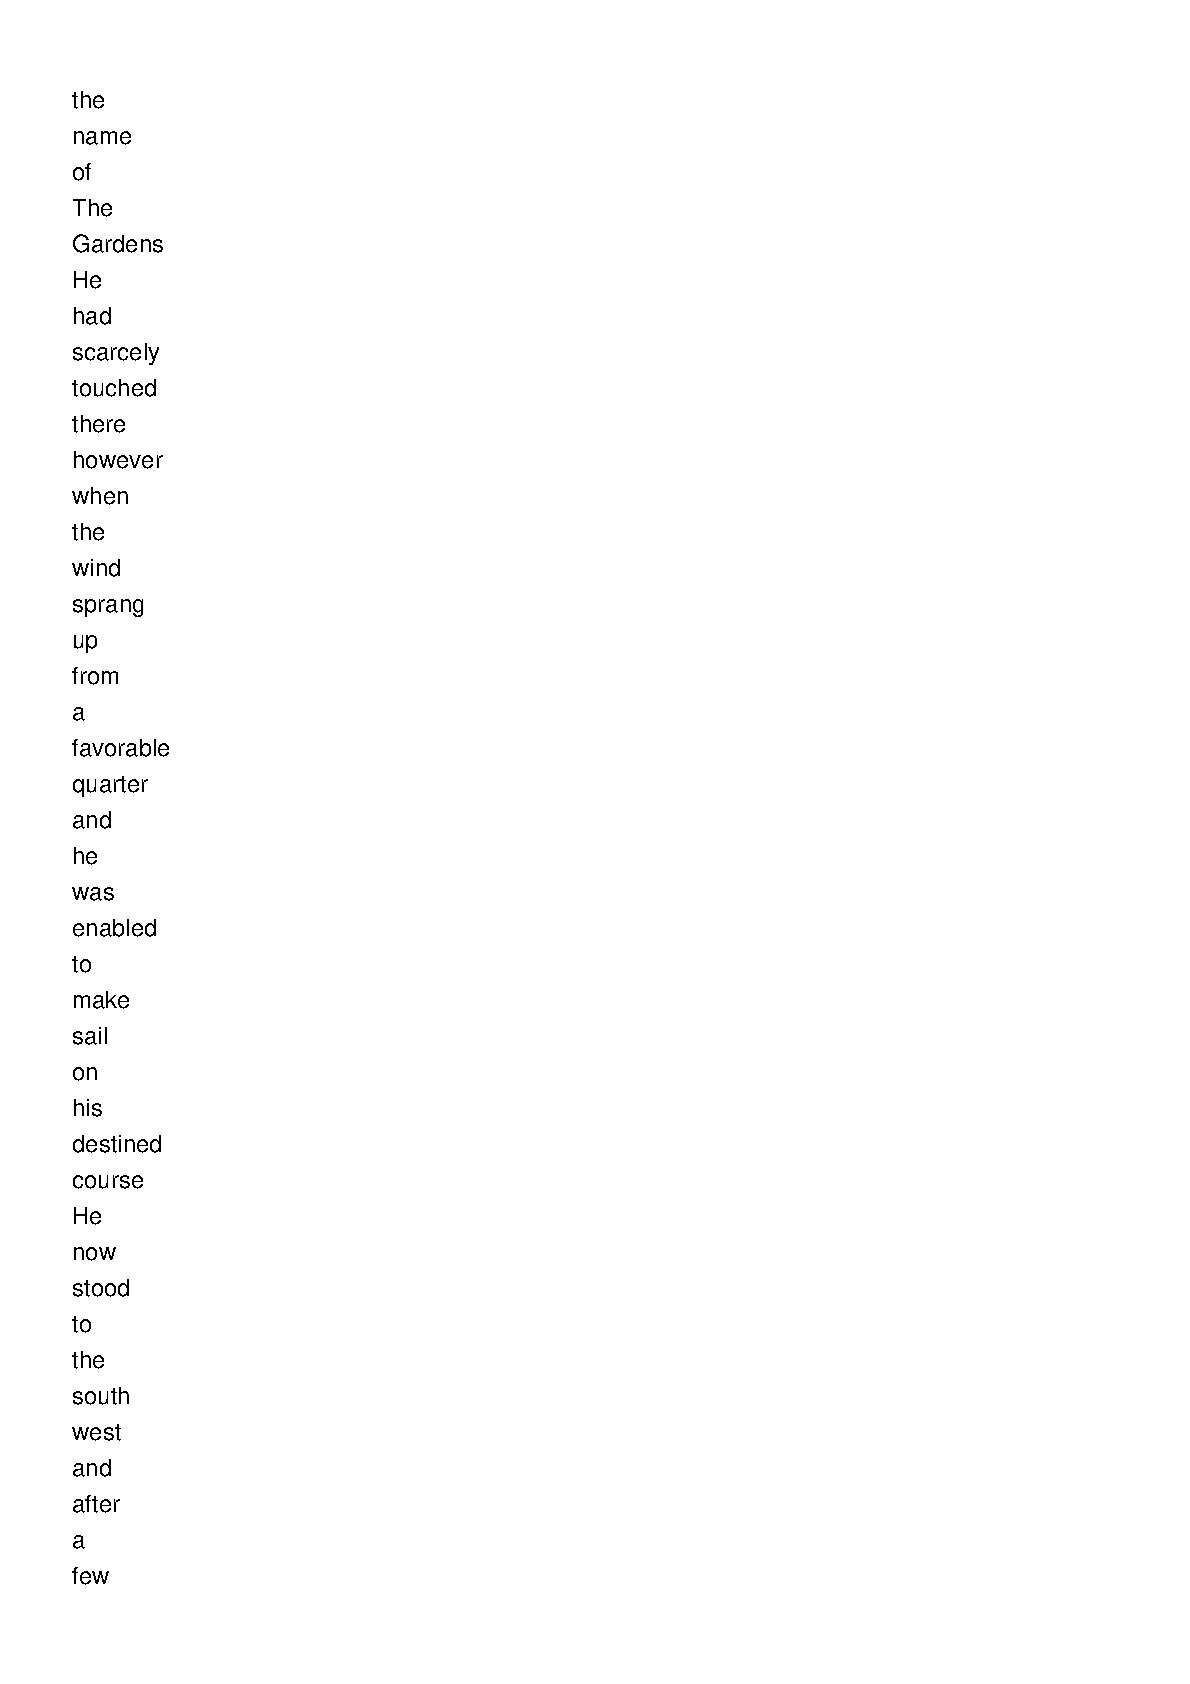 the
name
of
The
Gardens
He
had
scarcely
touched
there
however
when
the
wind
sprang
up
from
a
favorable
quarter
and
he
was
enabled
to
make
sail
on
his
destined
course
He
now
stood
to
the
south
west
and
after
a
few